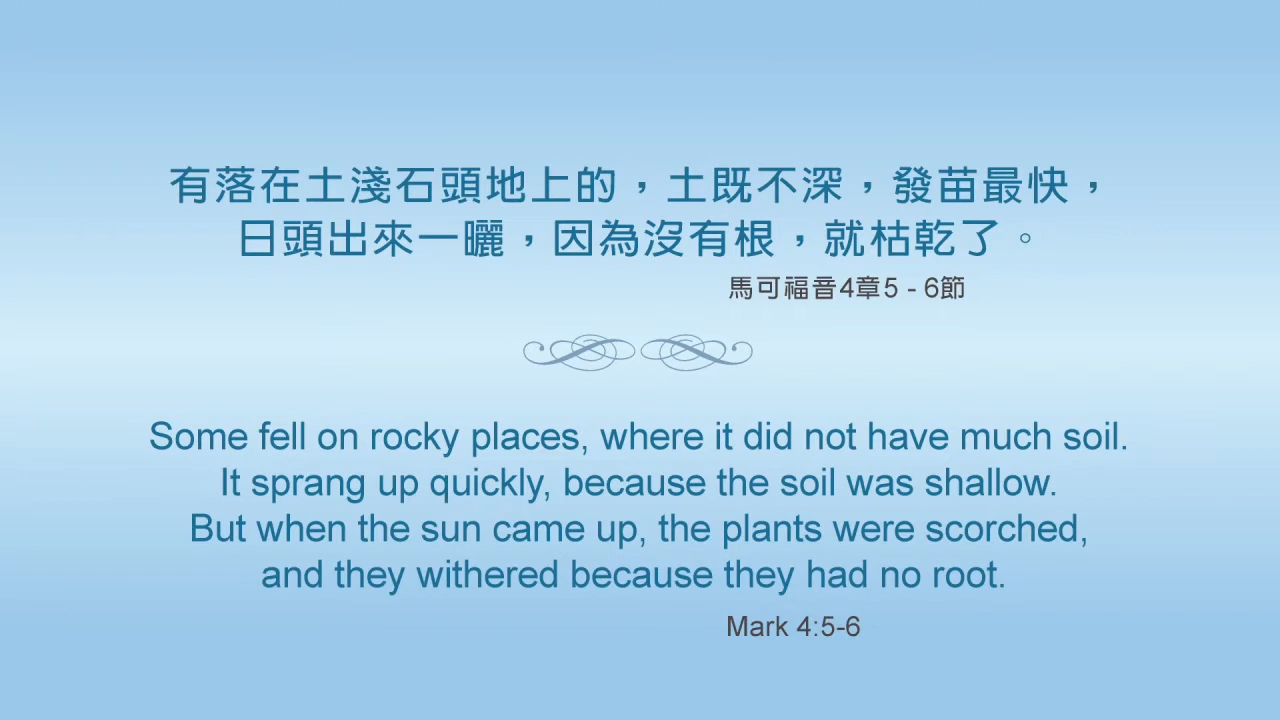 有落在土淺石頭地上的，土既不深，發苗最快，
日頭出來一曬，因為沒有根，就枯乾了。
馬可福音4章5 - 6節
Some fell on rocky places, where it did not have much soil.
It sprang up quickly, because the soil was shallow.
But when the sun came up, the plants were scorched,
and they withered because they had no root.
Mark 4:5-6